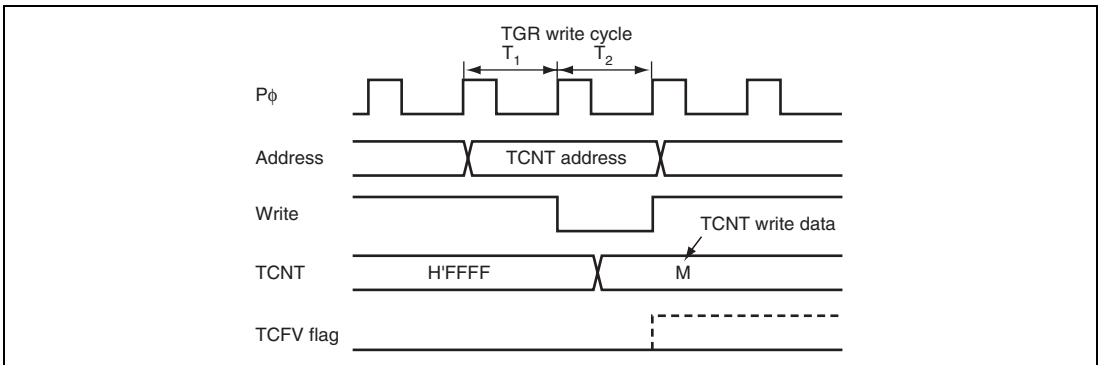 TGR write cycle
T1 T2
Pϕ
Address TCNT address
Write
TCNT write data
TCNT H'FFFF M
TCFV flag